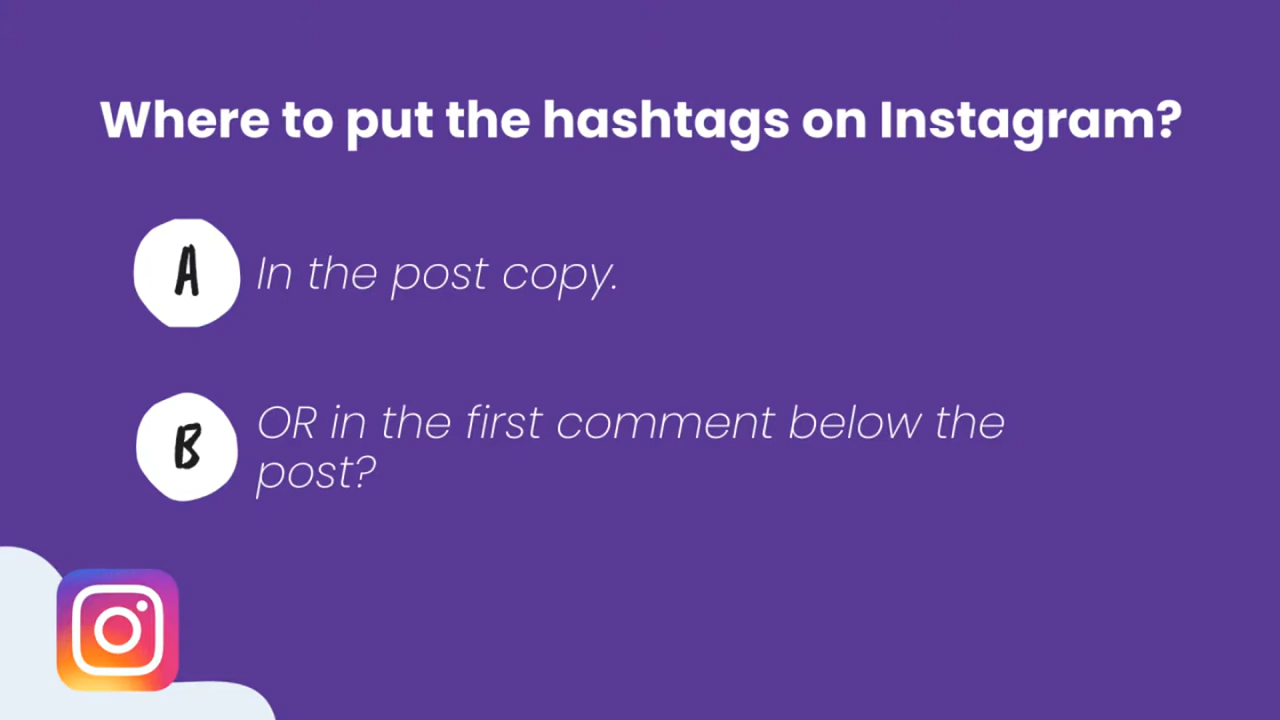 Where to put the hashtags on Instagram?
A
In the post copy.
B
OR in the first comment below the
post?